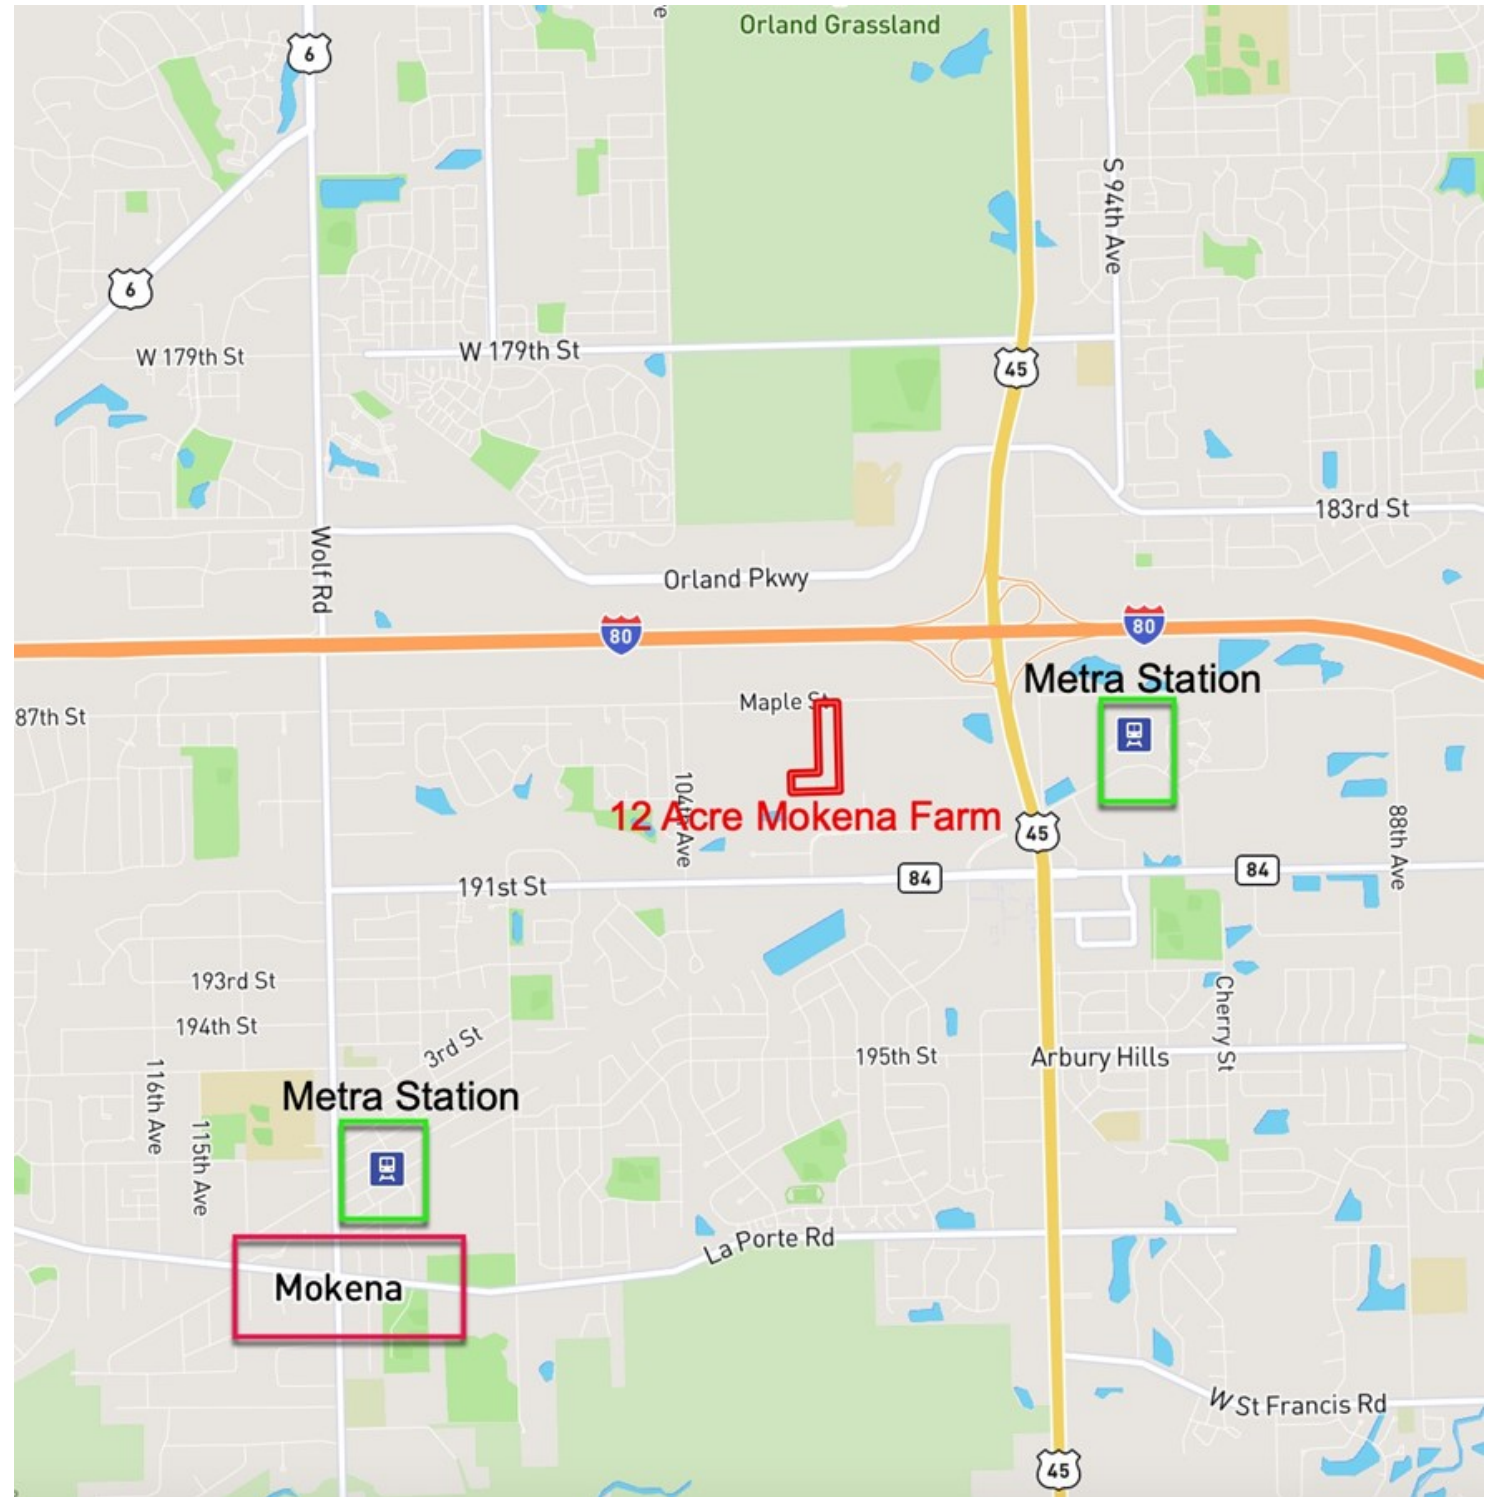 Orland Grassland
6
S 94th Ave
6
W 179th St
W 179th St
45
183rd St
Wolf Rd
Orland Pkwy
80
80
Metra Station
Maple St
87th St
104th Ave
12 Acre Mokena Farm
45
88th Ave
84
84
191st St
193rd St
Cherry St
194th St
3rd St
195th St
Arbury Hills
116th Ave
Metra Station
115th Ave
La Porte Rd
Mokena
W St Francis Rd
45